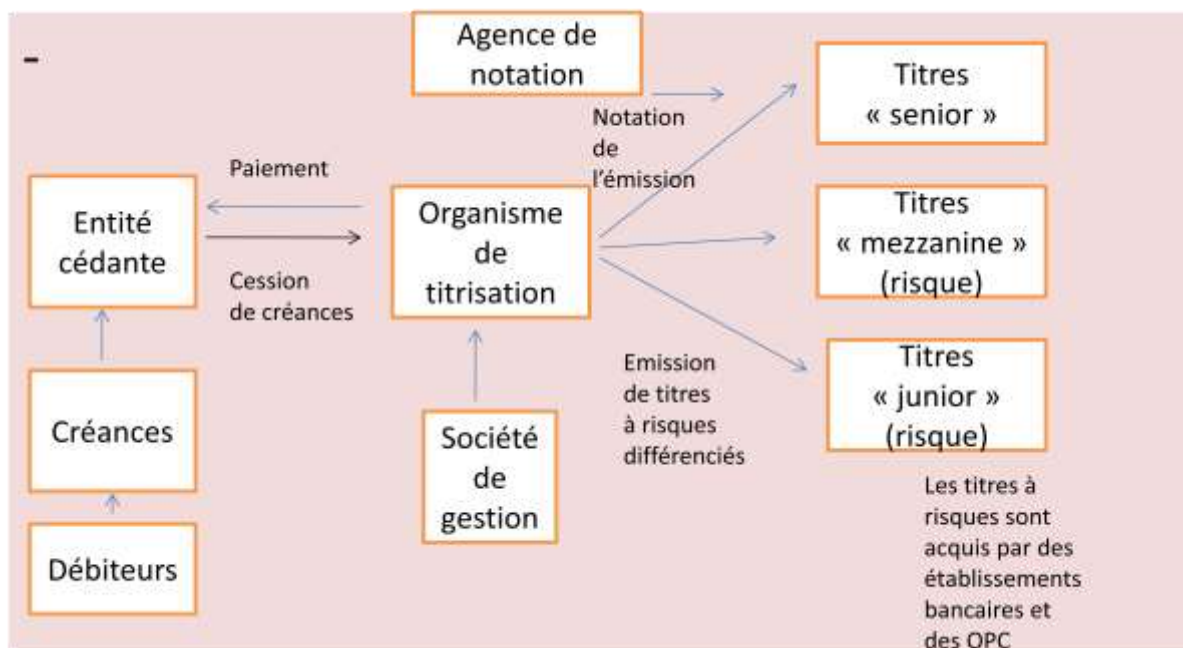 -
Agence de
notation
Titres
« senior »
Notation
de
l'émission
Paiement
Entité
cédante
Organisme
de
titrisation
Titres
« mezzanine »
(risque)
Cession
de créances
Emission
de titres
à risques
différenciés
Titres
« junior »
(risque)
Créances
Société
de
gestion
Débiteurs
Les titres à
risques sont
acquis par des
établissements
bancaires et
des OPC